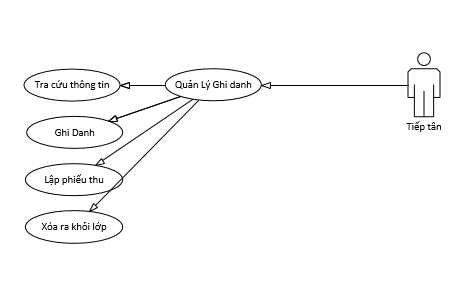 Tra cứu thông tin
Quản Lý Ghi danh
Tiếp tân
Ghi Danh
Lập phiếu thu
Xóa ra khỏi lớp